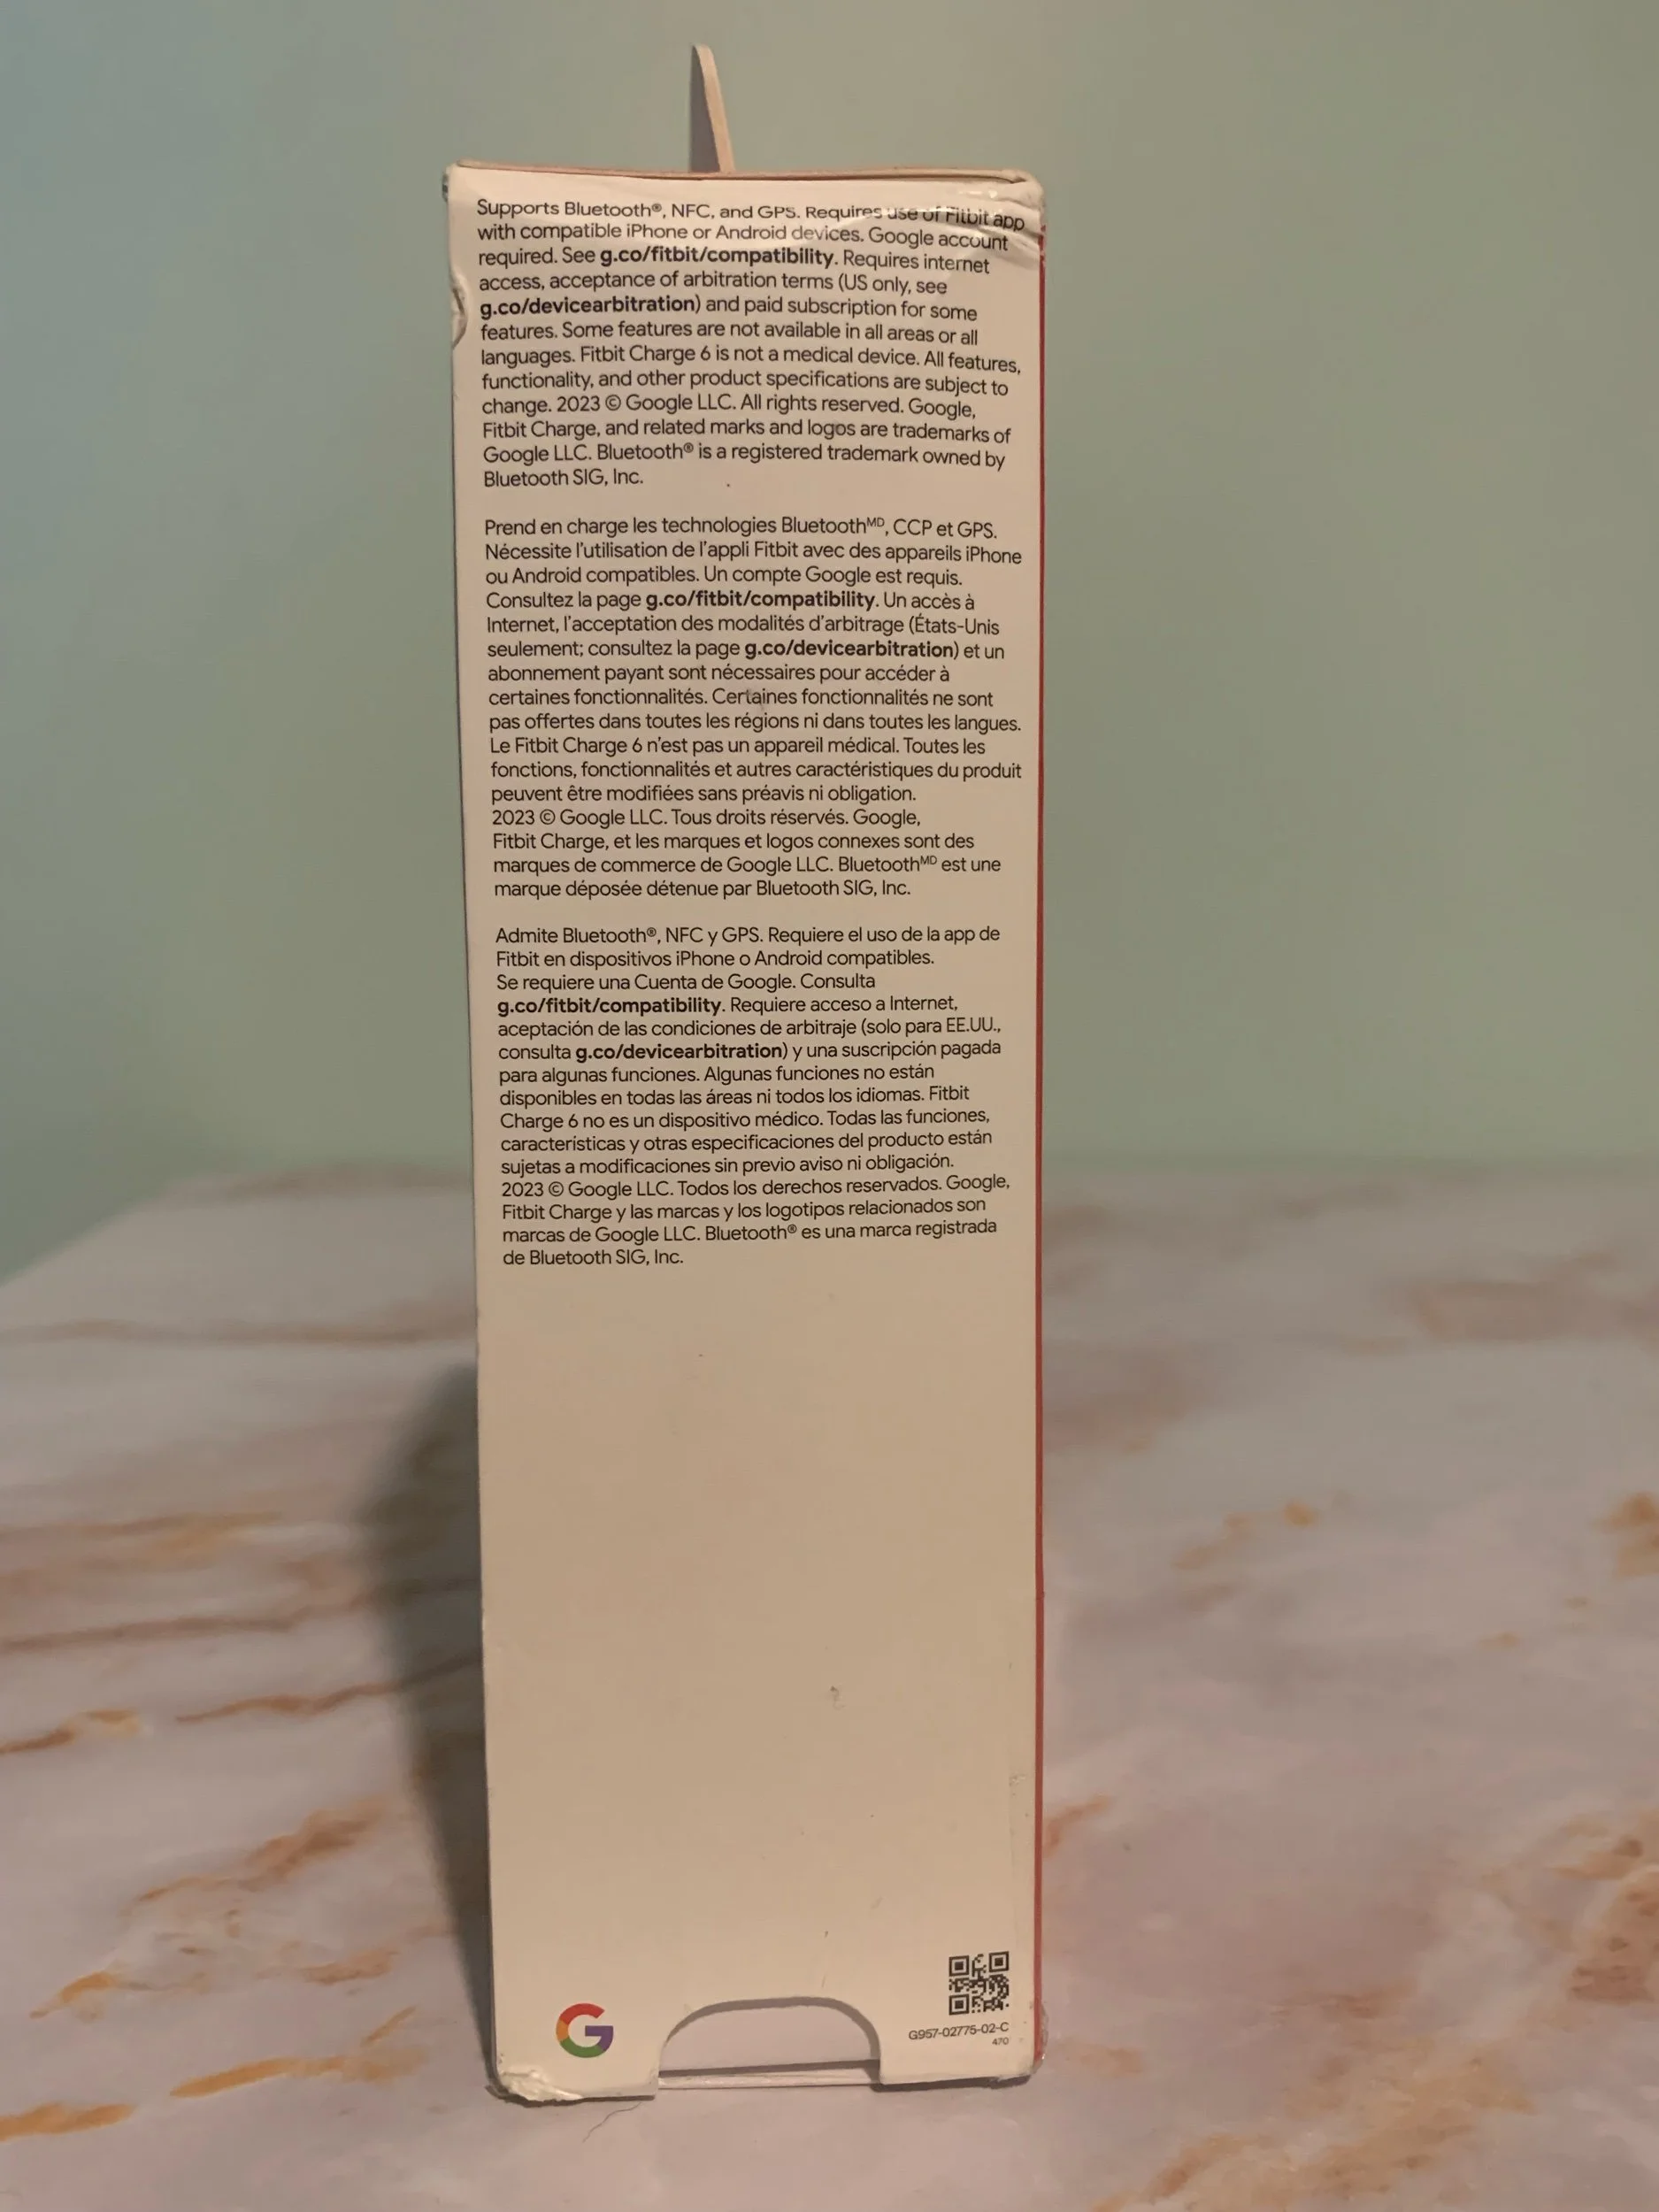 Supports Bluetooth®, NFC, and GPS. Requires use of Fitbit app
with compatible iPhone or Android devices. Google account
required. See g.co/fitbit/compatibility. Requires internet
access, acceptance of arbitration terms (US only, see
g.co/devicearbitration) and paid subscription for some
features. Some features are not available in all areas or all
languages. Fitbit Charge 6 is not a medical device. All features,
functionality, and other product specifications are subject to
change. 2023 © Google LLC. All rights reserved. Google,
Fitbit Charge, and related marks and logos are trademarks of
Google LLC. Bluetooth® is a registered trademark owned by
Bluetooth SIG, Inc.
Prend en charge les technologies Bluetoothᴹᴰ, CCP et GPS.
Nécessite l'utilisation de l'appli Fitbit avec des appareils iPhone
ou Android compatibles. Un compte Google est requis.
Consultez la page g.co/fitbit/compatibility. Un accès à
Internet, l'acceptation des modalités d'arbitrage (États-Unis
seulement; consultez la page g.co/devicearbitration) et un
abonnement payant sont nécessaires pour accéder à
certaines fonctionnalités. Certaines fonctionnalités ne sont
pas offertes dans toutes les régions ni dans toutes les langues.
Le Fitbit Charge 6 n'est pas un appareil médical. Toutes les
fonctions, fonctionnalités et autres caractéristiques du produit
peuvent être modifiées sans préavis ni obligation.
2023 © Google LLC. Tous droits réservés. Google,
Fitbit Charge, et les marques et logos connexes sont des
marques de commerce de Google LLC. Bluetoothᴹᴰ est une
marque déposée détenue par Bluetooth SIG, Inc.
Admite Bluetooth®, NFC y GPS. Requiere el uso de la app de
Fitbit en dispositivos iPhone o Android compatibles.
Se requiere una Cuenta de Google. Consulta
g.co/fitbit/compatibility. Requiere acceso a Internet,
aceptación de las condiciones de arbitraje (solo para EE.UU.,
consulta g.co/devicearbitration) y una suscripción pagada
para algunas funciones. Algunas funciones no están
disponibles en todas las áreas ni todos los idiomas. Fitbit
Charge 6 no es un dispositivo médico. Todas las funciones,
características y otras especificaciones del producto están
sujetas a modificaciones sin previo aviso ni obligación.
2023 © Google LLC. Todos los derechos reservados. Google,
Fitbit Charge y las marcas y los logotipos relacionados son
marcas de Google LLC. Bluetooth® es una marca registrada
de Bluetooth SIG, Inc.
G
G957-02775-02-C
470